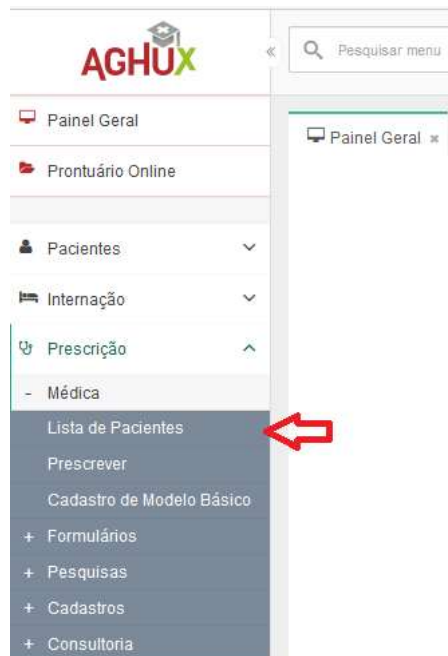 AGHUX
«
Pesquisar menu
Painel Geral
Painel Geral ×
Prontuário Online
Pacientes
Internação
Prescrição
- Médica
Lista de Pacientes
Prescrever
Cadastro de Modelo Básico
+ Formulários
+ Pesquisas
+ Cadastros
+ Consultoria